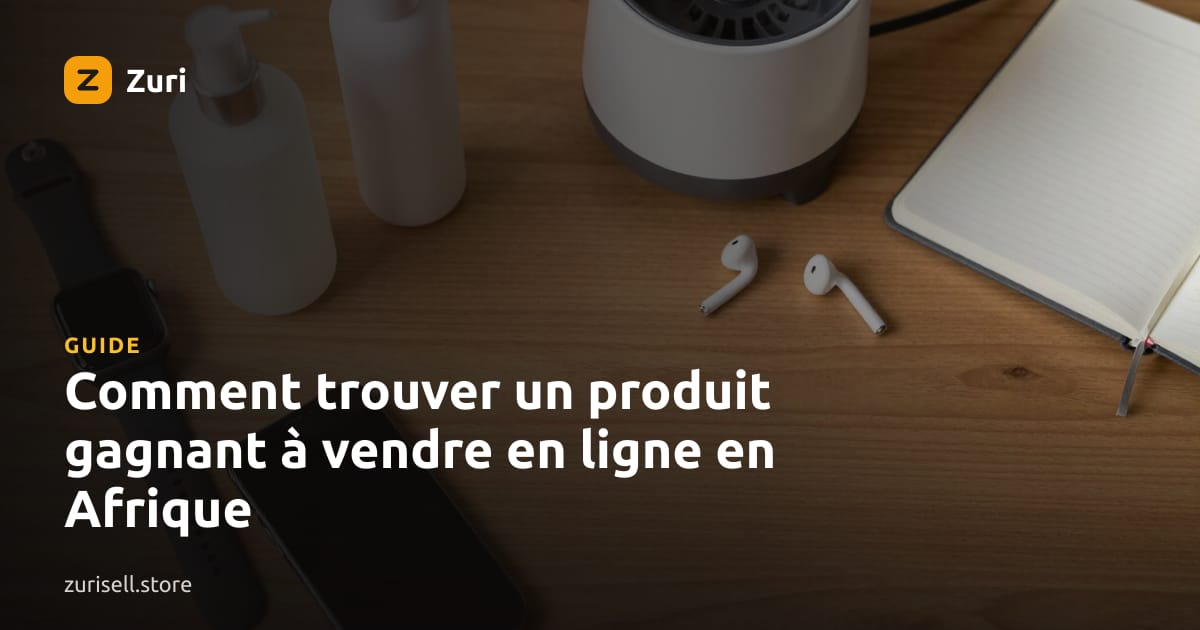 Z Zuri
GUIDE
Comment trouver un produit
gagnant à vendre en ligne en
Afrique
zurisell.store